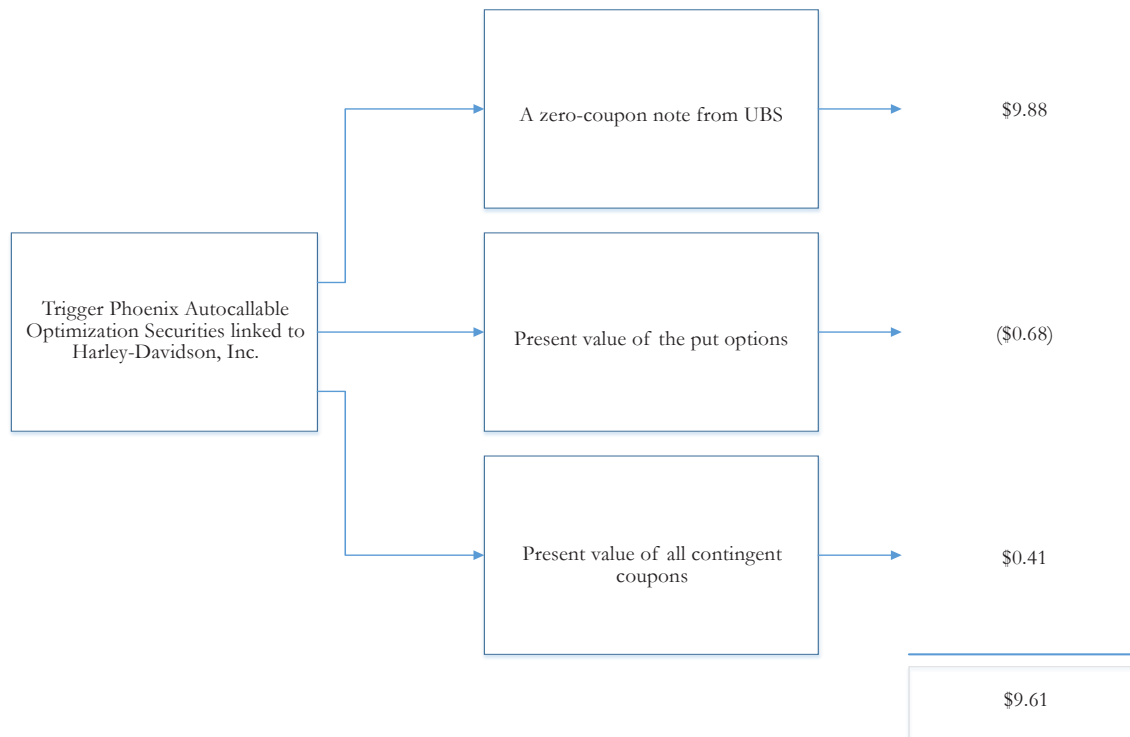 A zero-coupon note from UBS
$9.88
Trigger Phoenix Autocallable
Optimization Securities linked to
Harley-Davidson, Inc.
Present value of the put options
($0.68)
Present value of all contingent
coupons
$0.41
$9.61